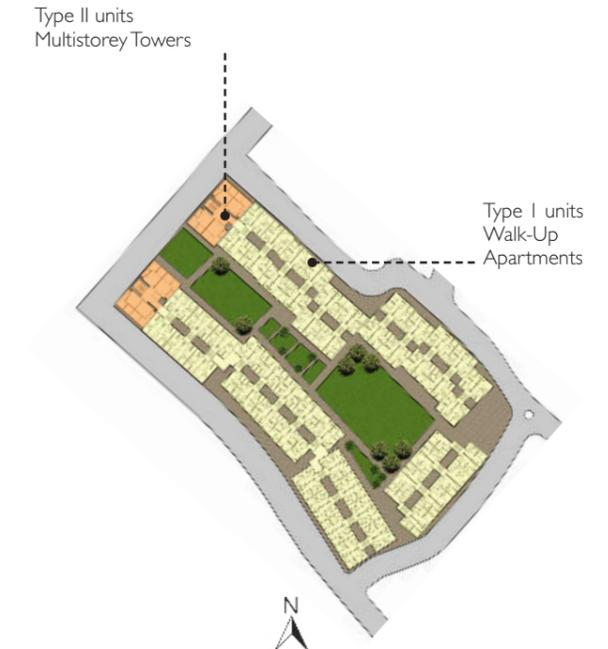 Type II units
Multistorey Towers
Type I units
Walk-Up
Apartments
N